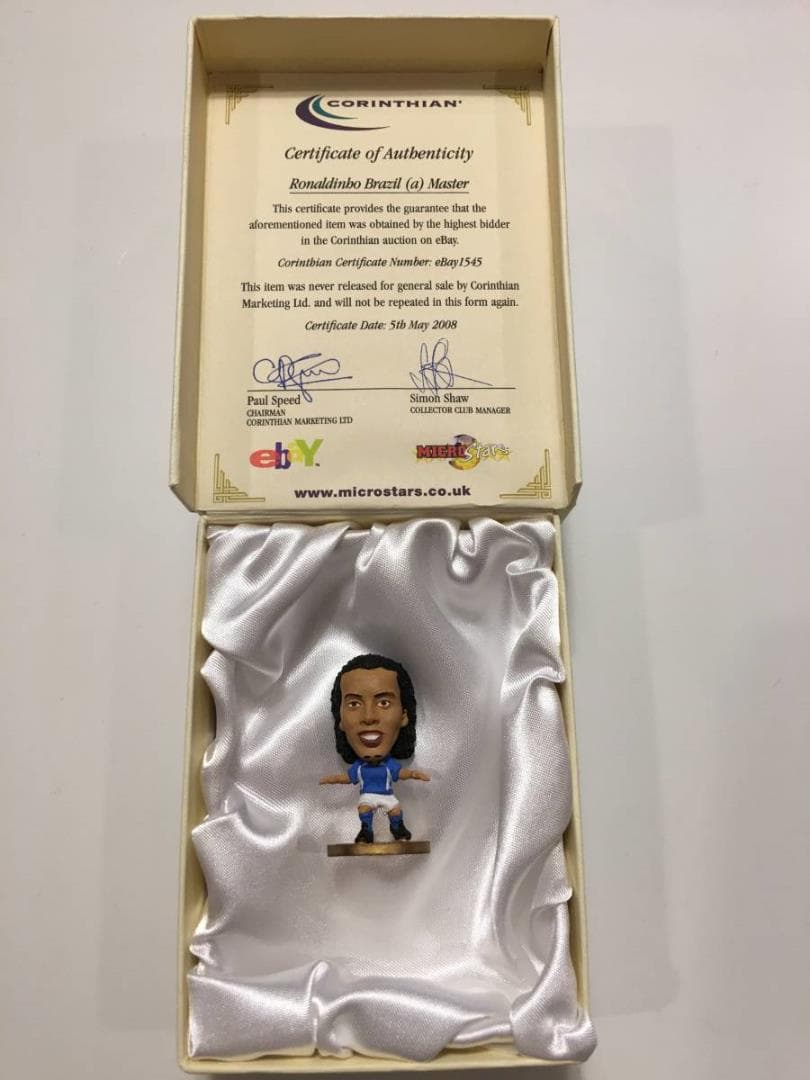 CORINTHIAN'
Certificate of Authenticity
Ronaldinho Brazil (a) Master
This certificate provides the guarantee that the
aforementioned item was obtained by the highest bidder
in the Corinthian auction on eBay.
Corinthian Certificate Number: eBay1545
This item was never released for general sale by Corinthian
Marketing Ltd. and will not be repeated in this form again.
Certificate Date: 5th May 2008
Paul Speed Simon Shaw
CHAIRMAN COLLECTOR CLUB MANAGER
CORINTHIAN MARKETING LTD
ebaY MICRO Stars
www.microstars.co.uk